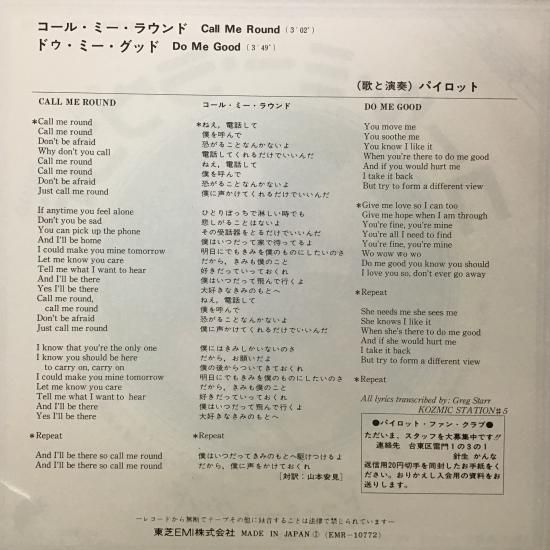 コール・ミー・ラウンド Call Me Round (3´02″)
ドゥ・ミー・グッド Do Me Good (3´49″)
(歌と演奏) パイロット
CALL ME ROUND
*Call me round
Call me round
Don't be afraid
Why don't you call
Call me round
Call me round
Don't be afraid
Just call me round
If anytime you feel alone
Don't you be sad
You can pick up the phone
And I'll be home
I could make you mine tomorrow
Let me know you care
Tell me what I want to hear
And I'll be there
Yes I'll be there
Call me round,
call me round
Don't be afraid
Just call me round
I know that you're the only one
I know you should be here
to carry on, carry on
I could make you mine tomorrow
Let me know you care
Tell me what I want to hear
And I'll be there
Yes I'll be there
*Repeat
And I'll be there so call me round
And I'll be there so call me round
コール・ミー・ラウンド
*ねえ，電話して
僕を呼んで
恐がることなんかないよ
電話してくれるだけでいいんだ
ねえ，電話して
僕を呼んで
恐がることなんかないよ
僕に声かけてくれるだけでいいんだ
ひとりぼっちで淋しい時でも
悲しがることはないよ
その受話器をとるだけでいいんだ
僕はいつだって家で待ってるよ
明日にでもきみを僕のものにしたいのさ
だから，きみも僕のこと
好きだっていっておくれ
僕はいつだって飛んで行くよ
大好きなきみのもとへ
ねえ，電話して
僕を呼んで
恐がることなんかないよ
僕に声かけてくれるだけでいいんだ
僕にはきみしかいないのさ
だから，お願いだよ
僕の後からついてきておくれ
明日にでもきみを僕のものにしたいのさ
だから，きみも僕のこと
好きだっていっておくれ
僕はいつだって飛んで行くよ
大好きなきみのもとへ
*Repeat
僕はいつだってきみのもとへ駆けつけるよ
だから，僕に声をかけておくれ
[対訳：山本安見]
DO ME GOOD
You move me
You soothe me
You know I like it
When you're there to do me good
And if you would hurt me
I take it back
But try to form a different view
*Give me love so I can too
Give me hope when I am through
You're fine, you're mine
You're all I need to find
You're fine, you're mine
Wo wow wo wo
Do me good you know you should
I love you so, don't ever go away
*Repeat
She needs me she sees me
She knows I like it
When she's there to do me good
And if she would hurt me
I take it back
But try to form a different view
*Repeat
All lyrics transcribed by: Greg Starr
KOZMIC STATION♯5
●パイロット・ファン・クラブ●
ただいま，スタッフを大募集中です!!
連絡先 台東区雷門1の3の1
針生 かんな
返信用20円切手を同封したお手紙をく
ださい。おりかえし入会用の資料をお
送りします。
―レコードから無断でテープその他に録音することは法律で禁じられています―
東芝EMI株式会社 MADE IN JAPAN (EMR-10772)